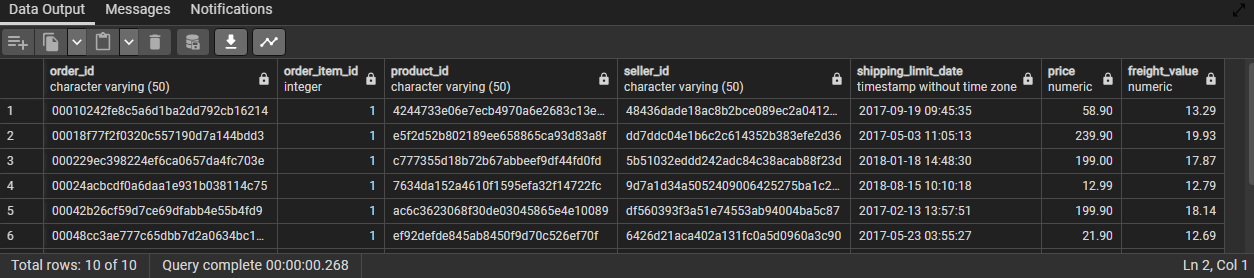 Data Output Messages Notifications
order_id order_item_id product_id seller_id shipping_limit_date price freight_value
character varying (50) integer character varying (50) character varying (50) timestamp without time zone numeric numeric
1 00010242fe8c5a6d1ba2dd792cb16214 1 4244733e06e7ecb4970a6e2683c13e... 48436dade18ac8b2bce089ec2a0412... 2017-09-19 09:45:35 58.90 13.29
2 00018f77f2f0320c557190d7a144bdd3 1 e5f2d52b802189ee658865ca93d83a8f dd7ddc04e1b6c2c614352b383efe2d36 2017-05-03 11:05:13 239.90 19.93
3 000229ec398224ef6ca0657da4fc703e 1 c777355d18b72b67abbeef9df44fd0fd 5b51032eddd242adc84c38acab88f23d 2018-01-18 14:48:30 199.00 17.87
4 00024acbcdf0a6daa1e931b038114c75 1 7634da152a4610f1595efa32f14722fc 9d7a1d34a5052409006425275ba1c2... 2018-08-15 10:10:18 12.99 12.79
5 00042b26cf59d7ce69dfabb4e55b4fd9 1 ac6c3623068f30de03045865e4e10089 df560393f3a51e74553ab94004ba5c87 2017-02-13 13:57:51 199.90 18.14
6 00048cc3ae777c65dbb7d2a0634bc1... 1 ef92defde845ab8450f9d70c526ef70f 6426d21aca402a131fc0a5d0960a3c90 2017-05-23 03:55:27 21.90 12.69
Total rows: 10 of 10 Query complete 00:00:00.268 Ln 2, Col 1